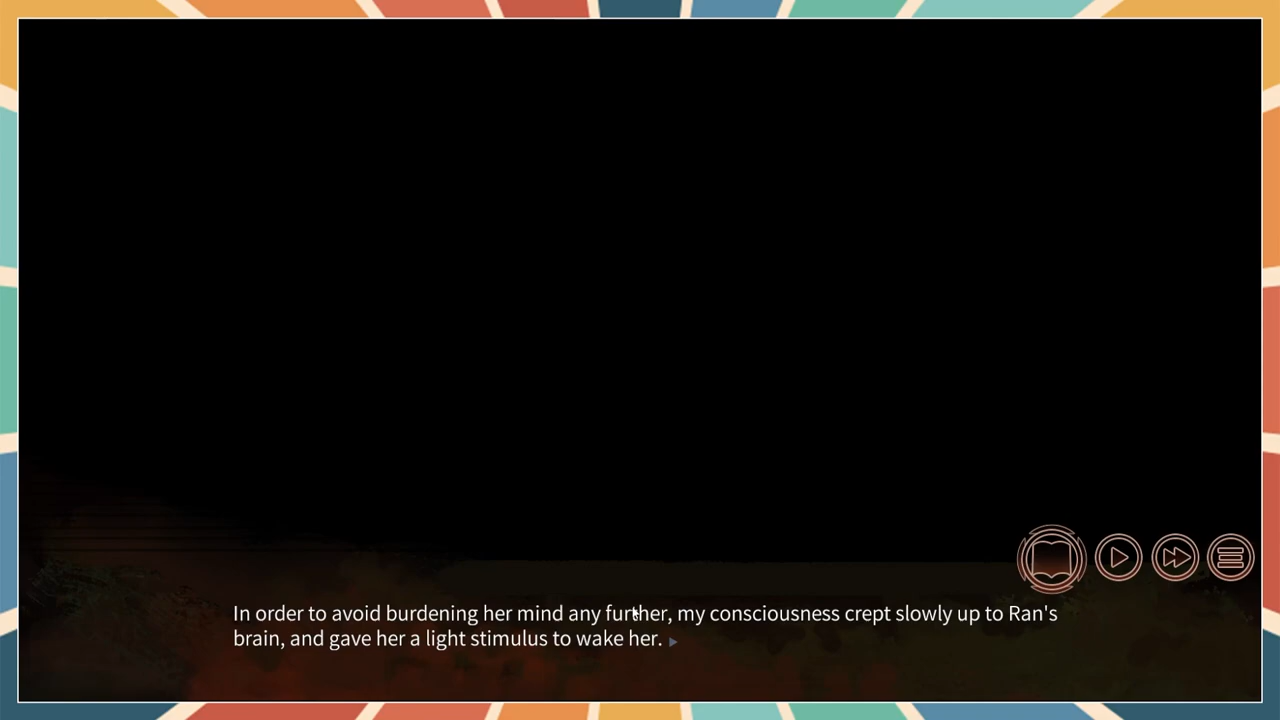 In order to avoid burdening her mind any further, my consciousness crept slowly up to Ran's
brain, and gave her a light stimulus to wake her.